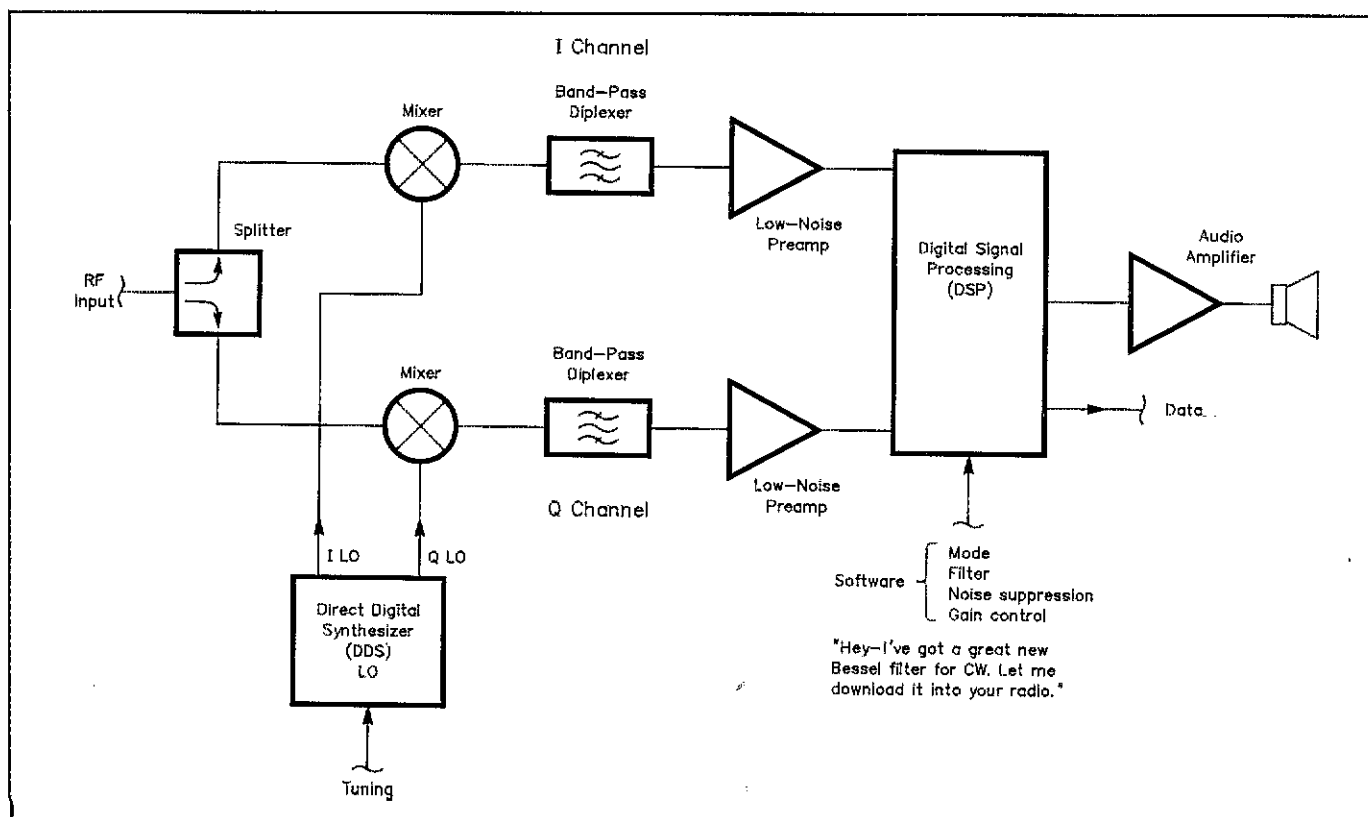 I Channel
Band-Pass
Diplexer
Mixer
Low-Noise
Preamp
Splitter
RF
Input
Digital Signal
Processing
(DSP)
Audio
Amplifier
Band-Pass
Diplexer
Mixer
Low-Noise
Preamp
Q Channel
Data
I LO
Q LO
Direct Digital
Synthesizer
(DDS)
LO
Tuning
Software
Mode
Filter
Noise suppression
Gain control
"Hey-I've got a great new
Bessel filter for CW. Let me
download it into your radio."